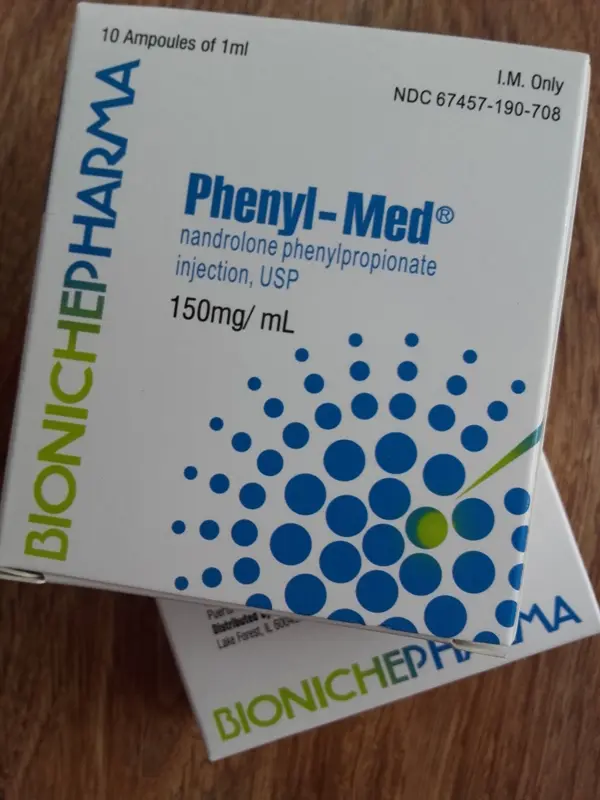 10 Ampoules of 1ml
I.M. Only
NDC 67457-190-708
BIONICHEPHARMA
Phenyl-Med®
nandrolone phenylpropionate
injection, USP
150mg/ mL
Distributed
Lake Forest, IL
BIONICHEPHARMA